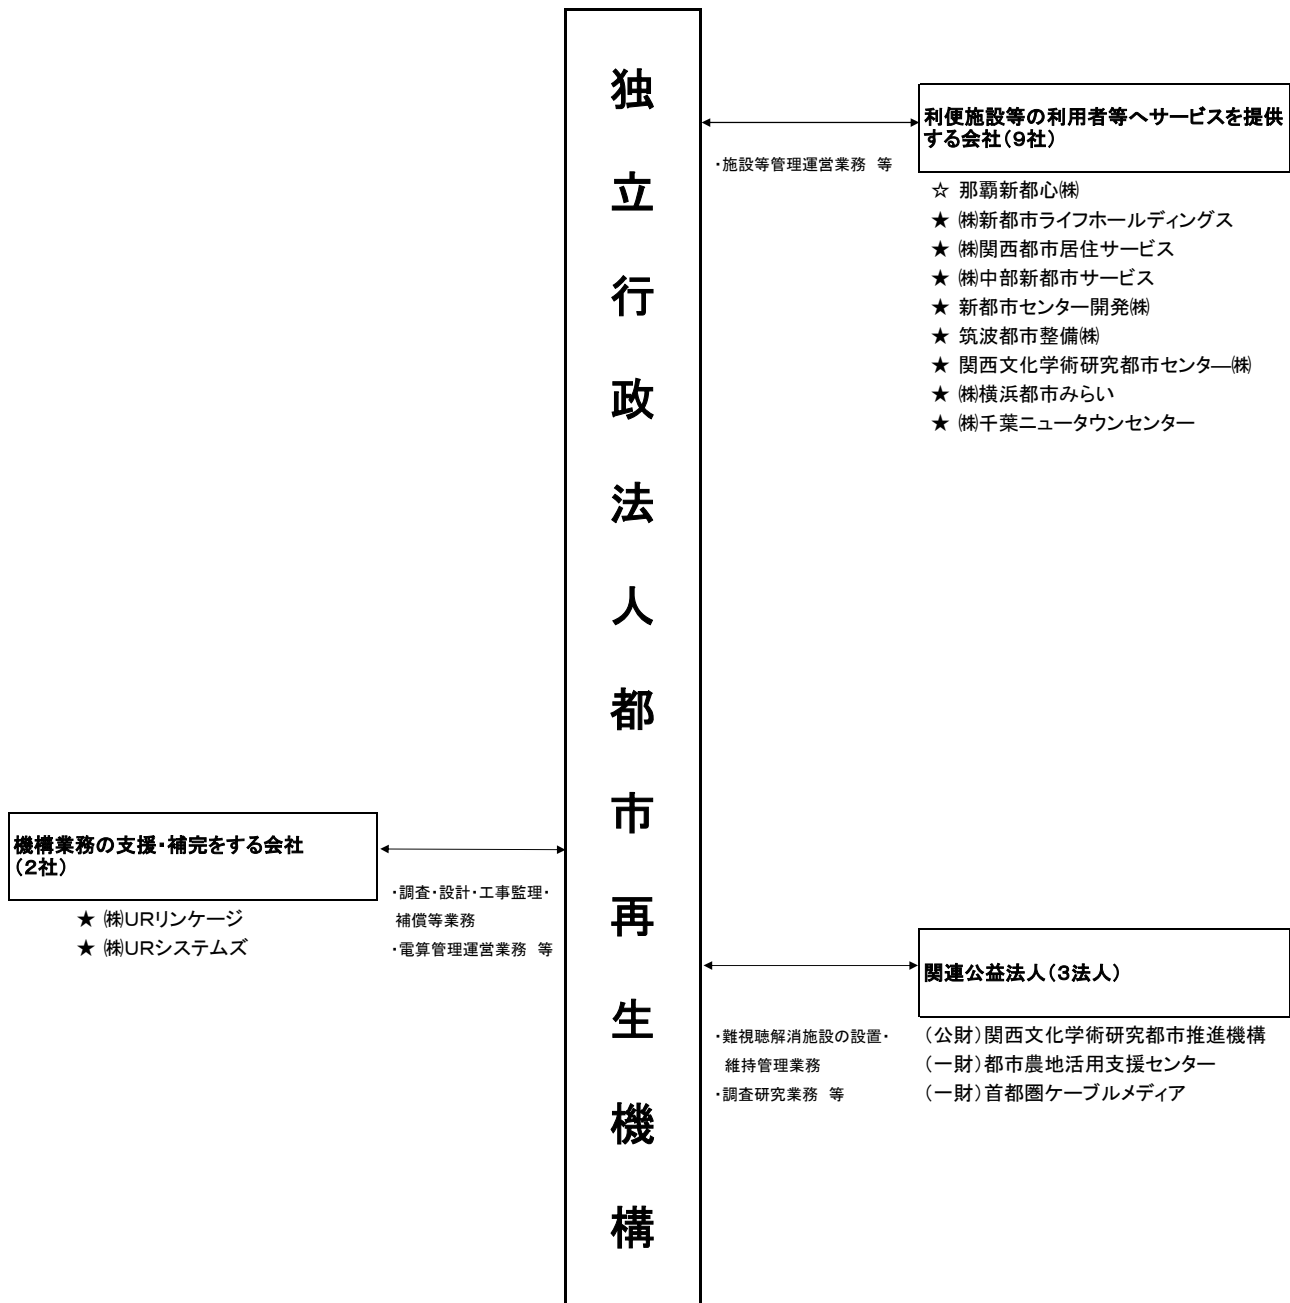 独立行政法人都市再生機構
利便施設等の利用者等へサービスを提供
する会社(9社)
・施設等管理運営業務 等
☆ 那覇新都心㈱
★ ㈱新都市ライフホールディングス
★ ㈱関西都市居住サービス
★ ㈱中部新都市サービス
★ 新都市センター開発㈱
★ 筑波都市整備㈱
★ 関西文化学術研究都市センタ―㈱
★ ㈱横浜都市みらい
★ ㈱千葉ニュータウンセンター
機構業務の支援・補完をする会社
(2社)
・調査・設計・工事監理・
補償等業務
・電算管理運営業務 等
★ ㈱URリンケージ
★ ㈱URシステムズ
関連公益法人(3法人)
・難視聴解消施設の設置・
維持管理業務
・調査研究業務 等
(公財)関西文化学術研究都市推進機構
(一財)都市農地活用支援センター
(一財)首都圏ケーブルメディア